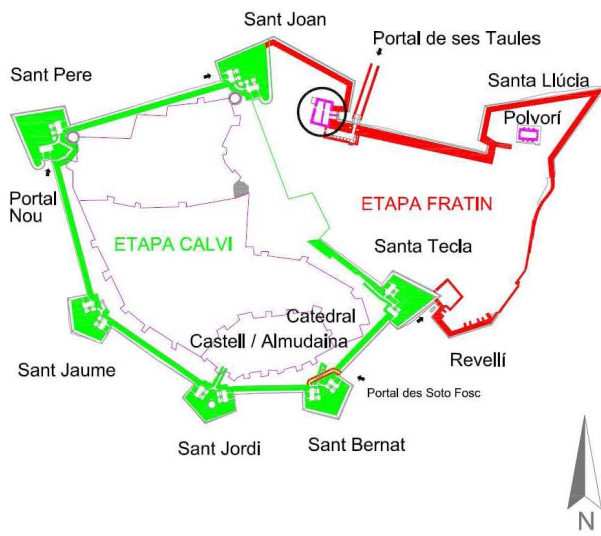 Sant Joan
Portal de ses Taules
Sant Pere
Santa Llúcia
Polvorí
Portal
Nou
ETAPA FRATIN
ETAPA CALVI
Santa Tecla
Catedral
Castell / Almudaina
Revellí
Sant Jaume
Portal des Soto Fosc
Sant Jordi
Sant Bernat
N